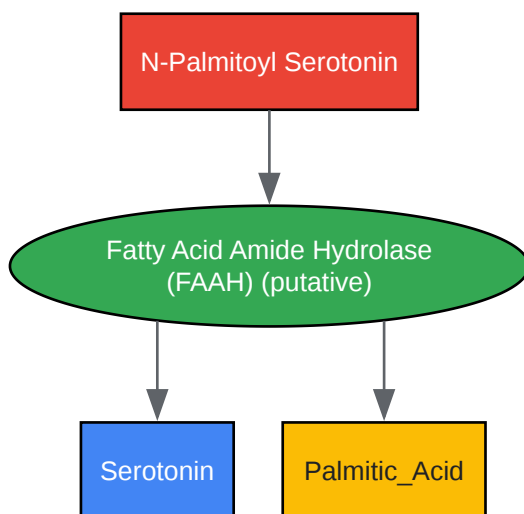 N-Palmitoyl Serotonin
Fatty Acid Amide Hydrolase
(FAAH) (putative)
Serotonin
Palmitic_Acid